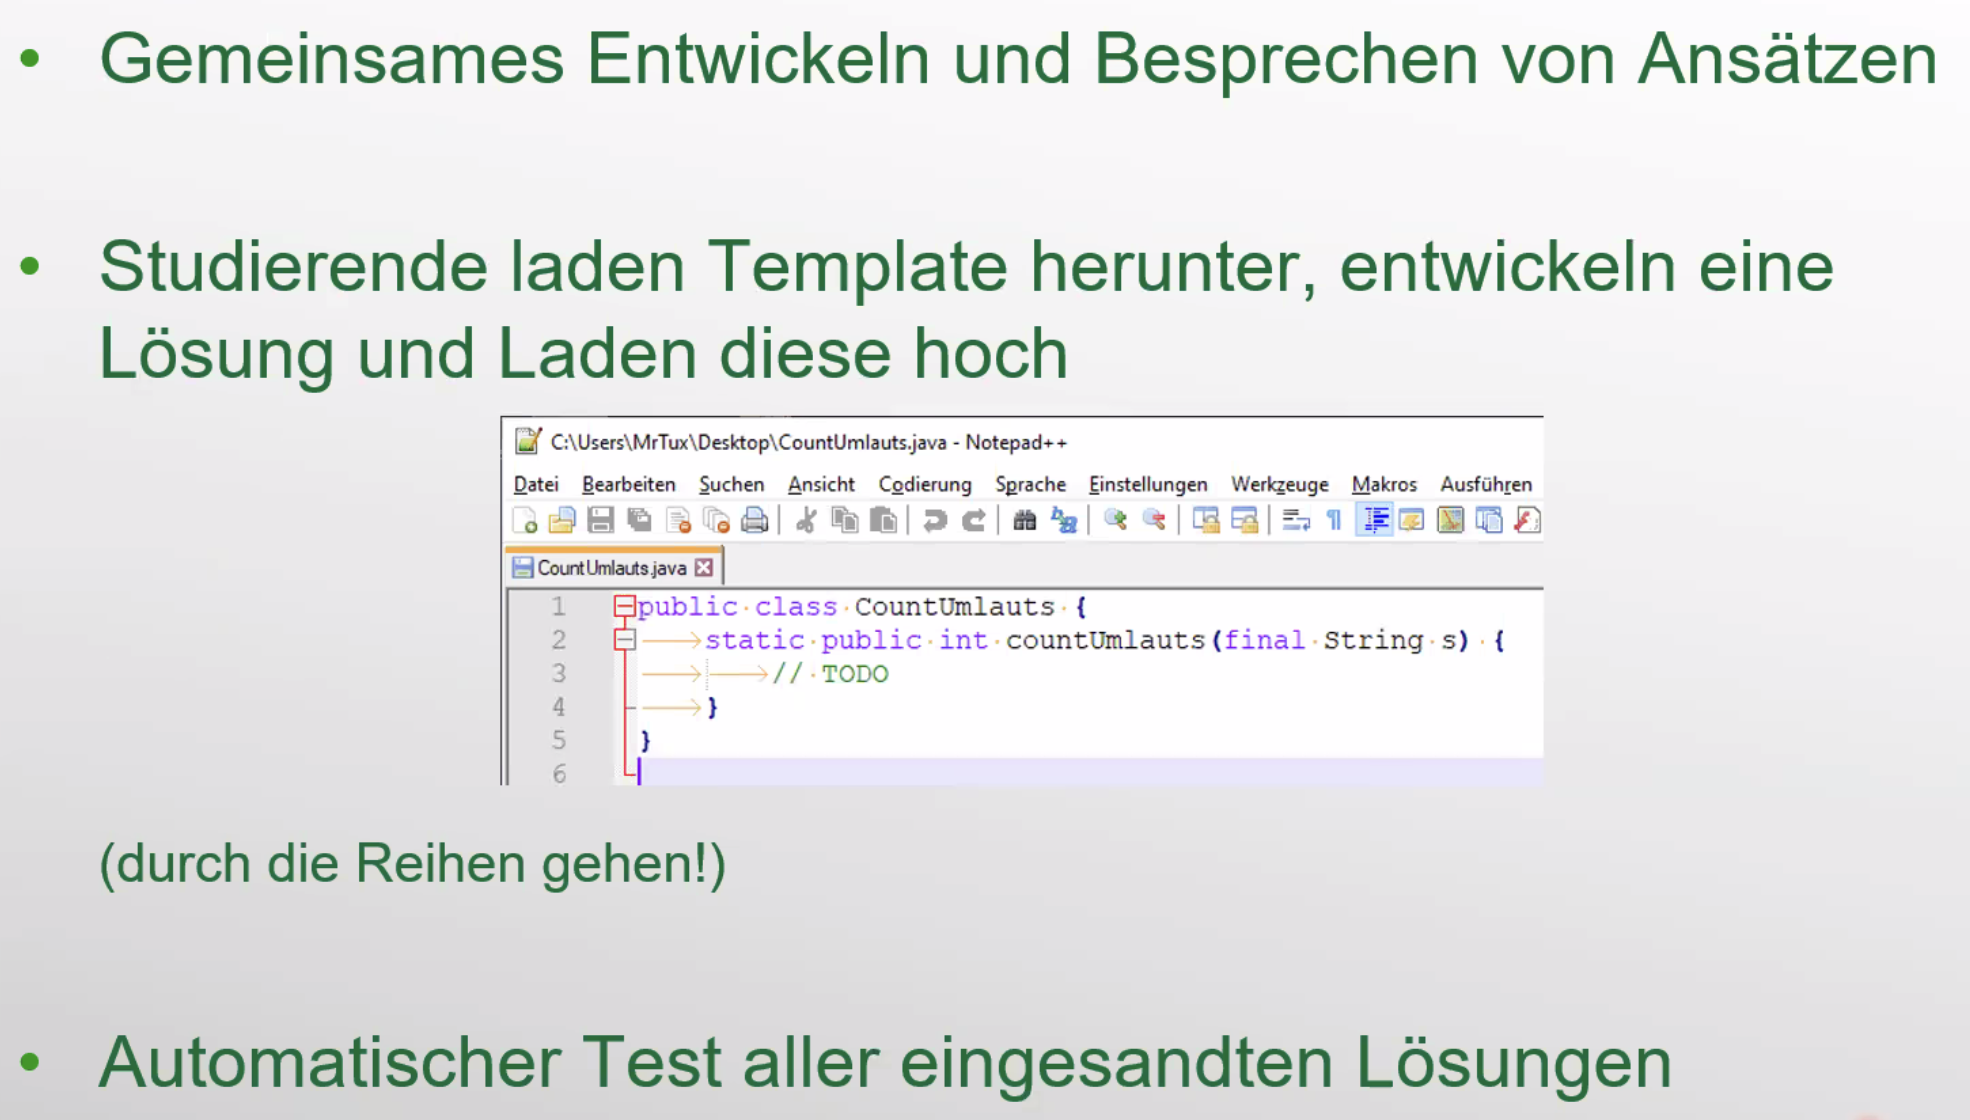 • Gemeinsames Entwickeln und Besprechen von Ansätzen
• Studierende laden Template herunter, entwickeln eine
Lösung und Laden diese hoch
C:\Users\MrTux\Desktop\CountUmlauts.java - Notepad++
Datei Bearbeiten Suchen Ansicht Codierung Sprache Einstellungen Werkzeuge Makros Ausführen
CountUmlauts.java
1 public class CountUmlauts {
2 static public int countUmlauts(final String s) {
3 // TODO
4 }
5 }
6
(durch die Reihen gehen!)
• Automatischer Test aller eingesandten Lösungen